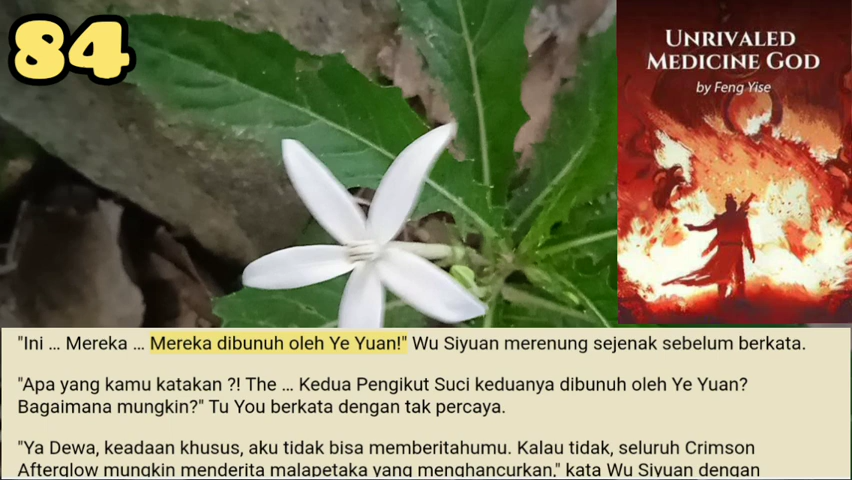 84
UNRIVALED
MEDICINE GOD
by Feng Yise
"Ini ... Mereka ... Mereka dibunuh oleh Ye Yuan!" Wu Siyuan merenung sejenak sebelum berkata.
"Apa yang kamu katakan ?! The ... Kedua Pengikut Suci keduanya dibunuh oleh Ye Yuan?
Bagaimana mungkin?" Tu You berkata dengan tak percaya.
"Ya Dewa, keadaan khusus, aku tidak bisa memberitahumu. Kalau tidak, seluruh Crimson
Afterglow mungkin menderita malapetaka yang menghancurkan," kata Wu Siyuan dengan